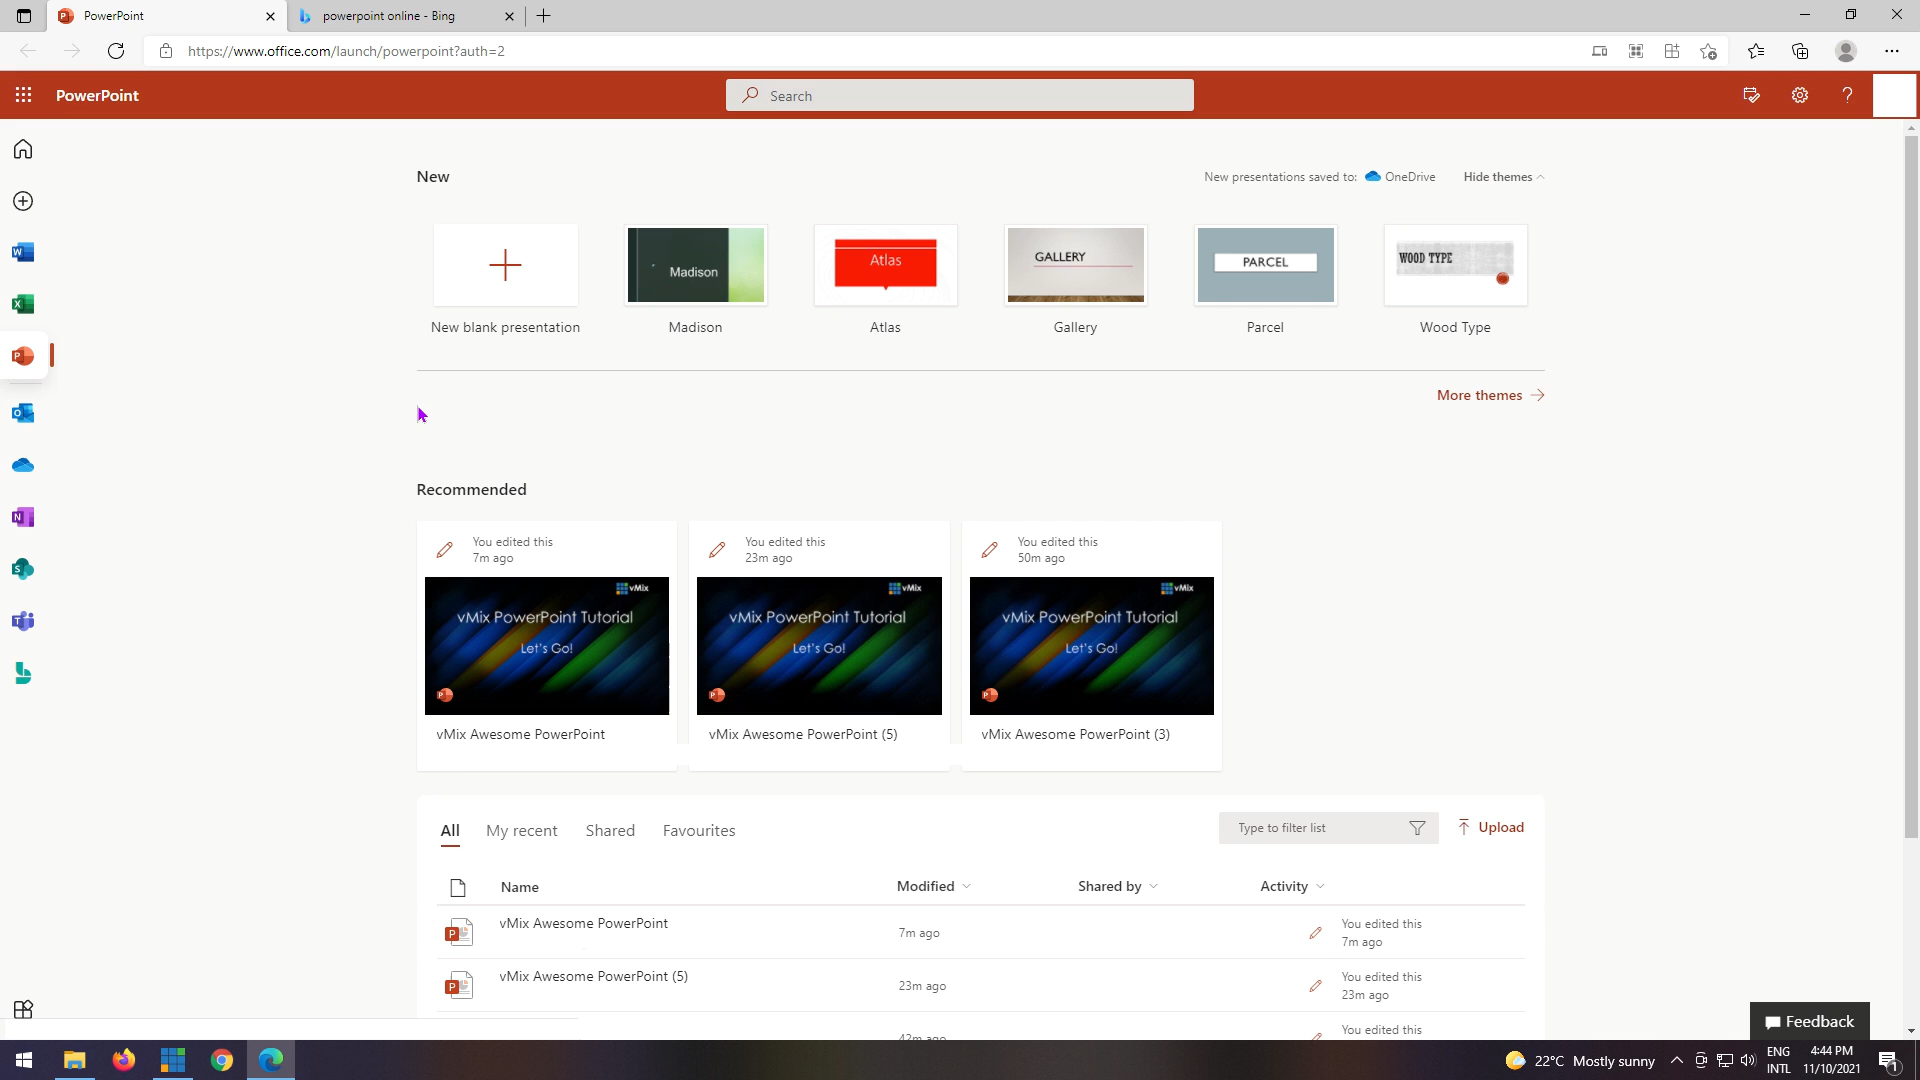 PowerPoint
powerpoint online - Bing
https://www.office.com/launch/powerpoint?auth=2
PowerPoint
Search
New
New presentations saved to: OneDrive
Hide themes
Madison
Atlas
GALLERY
PARCEL
WOOD TYPE
New blank presentation
Madison
Atlas
Gallery
Parcel
Wood Type
More themes
Recommended
You edited this
7m ago
vMix
vMix PowerPoint Tutorial
Let's Go!
vMix Awesome PowerPoint
You edited this
23m ago
vMix
vMix PowerPoint Tutorial
Let's Go!
vMix Awesome PowerPoint (5)
You edited this
50m ago
vMix
vMix PowerPoint Tutorial
Let's Go!
vMix Awesome PowerPoint (3)
All My recent Shared Favourites
Type to filter list
Upload
Name Modified Shared by Activity
vMix Awesome PowerPoint
7m ago
You edited this
7m ago
vMix Awesome PowerPoint (5)
23m ago
You edited this
23m ago
42m ago
You edited this
Feedback
22°C Mostly sunny
ENG
INTL
4:44 PM
11/10/2021
1